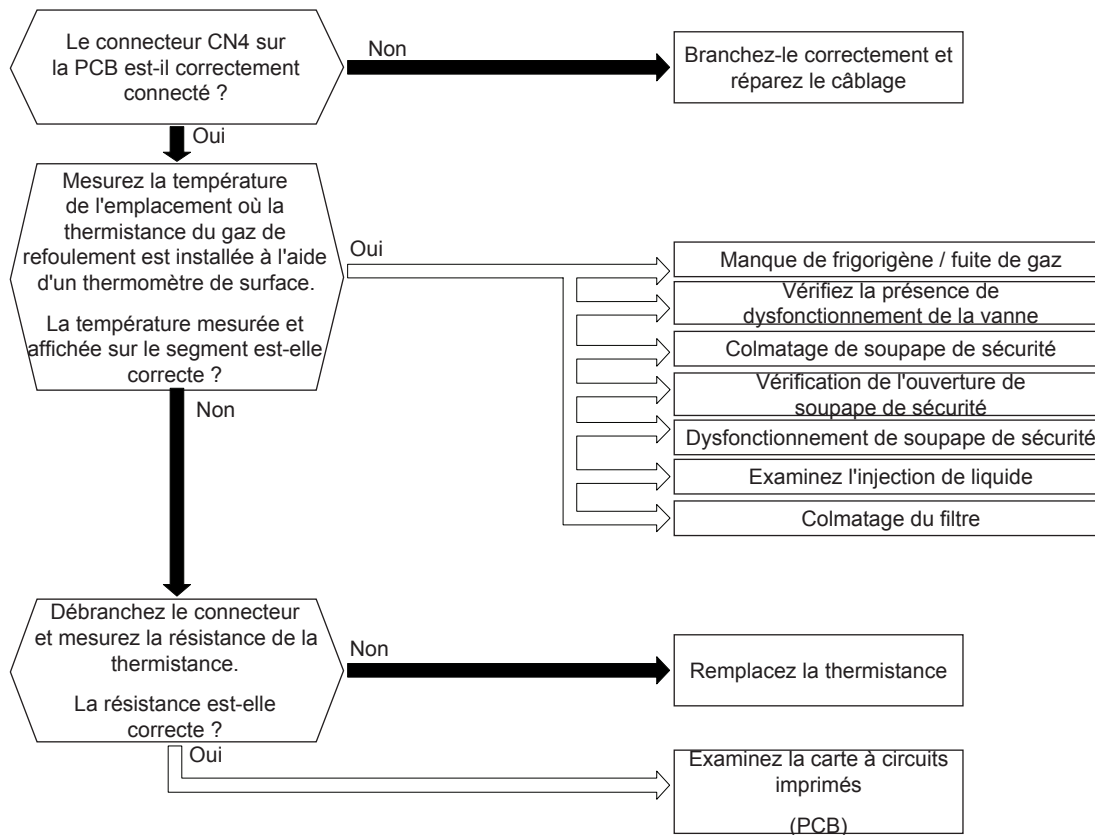 Le connecteur CN4 sur
la PCB est-il correctement
connecté ?
Non
Branchez-le correctement et
réparez le câblage
Oui
Mesurez la température
de l'emplacement où la
thermistance du gaz de
refoulement est installée à l'aide
d'un thermomètre de surface.
La température mesurée et
affichée sur le segment est-elle
correcte ?
Oui
Manque de frigorigène / fuite de gaz
Vérifiez la présence de
dysfonctionnement de la vanne
Colmatage de soupape de sécurité
Vérification de l'ouverture de
soupape de sécurité
Dysfonctionnement de soupape de sécurité
Examinez l'injection de liquide
Colmatage du filtre
Non
Débranchez le connecteur
et mesurez la résistance de la
thermistance.
La résistance est-elle
correcte ?
Non
Remplacez la thermistance
Oui
Examinez la carte à circuits
imprimés
(PCB)